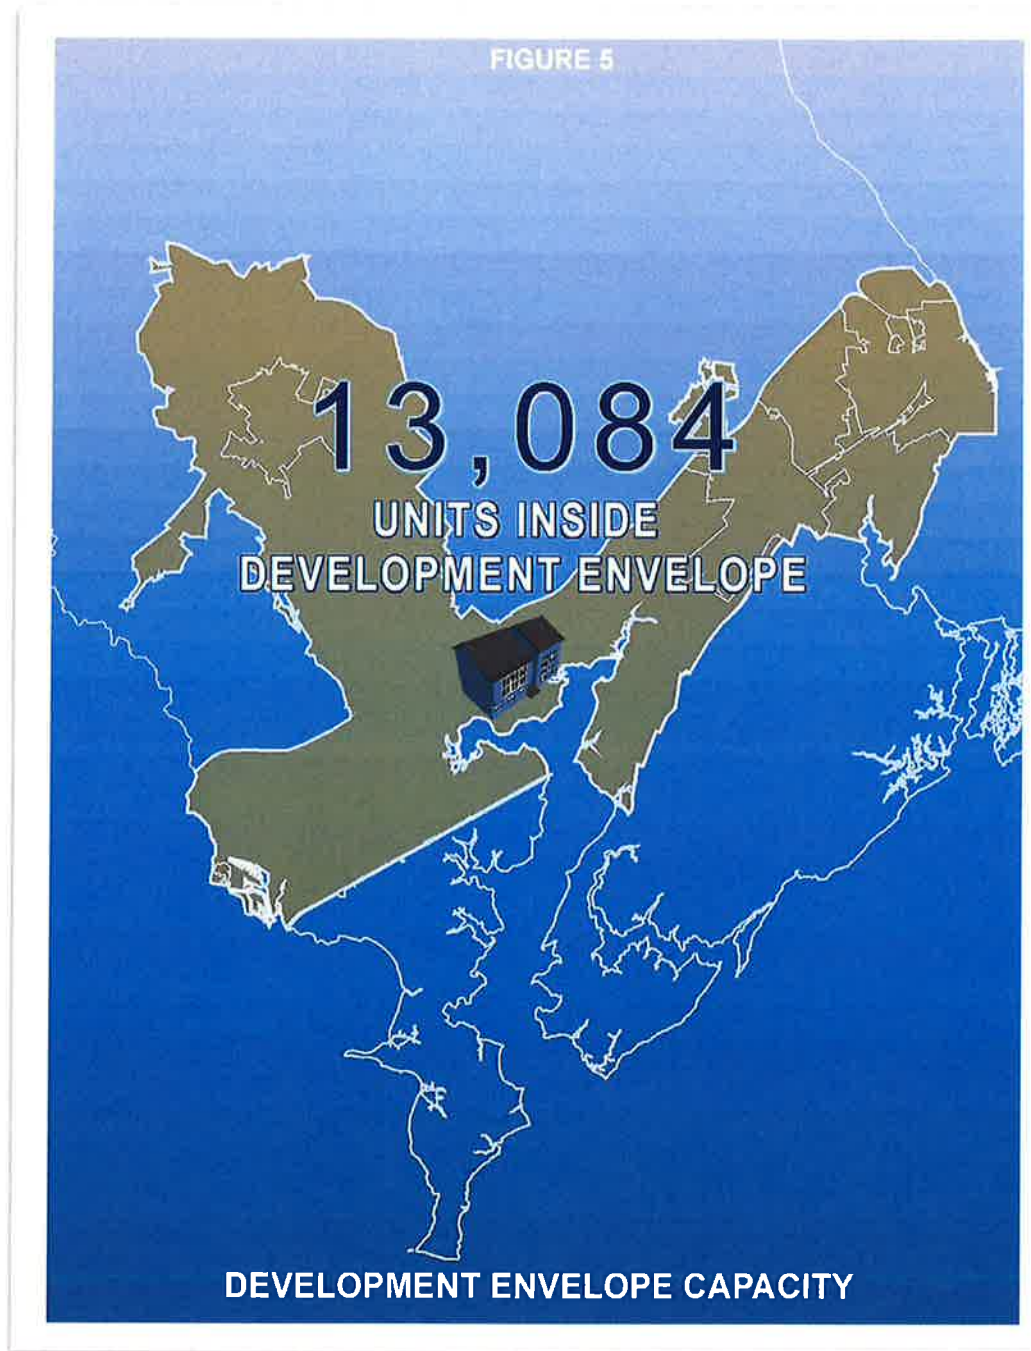 FIGURE 5
13,084
UNITS INSIDE
DEVELOPMENT ENVELOPE
DEVELOPMENT ENVELOPE CAPACITY